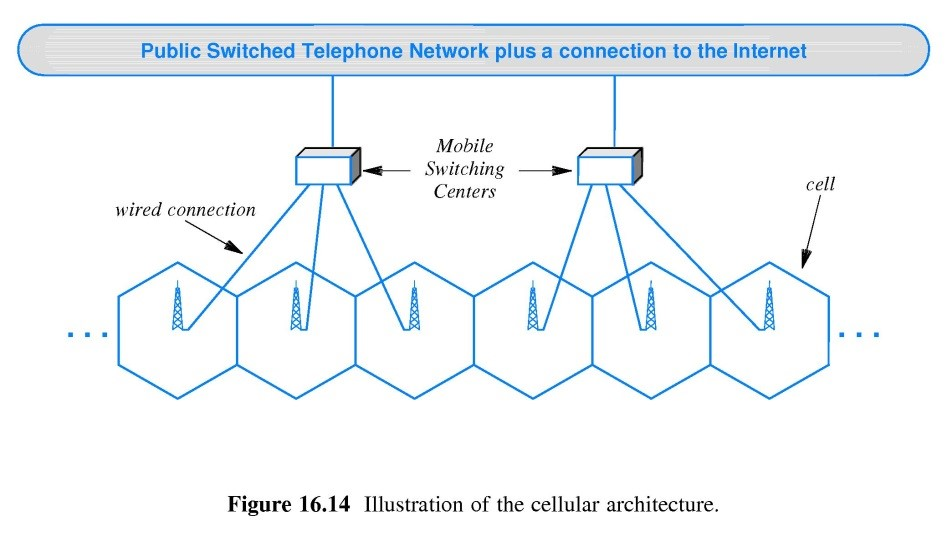 Public Switched Telephone Network plus a connection to the Internet
Mobile
Switching
Centers
cell
wired connection
. . .
. . .
Figure 16.14 Illustration of the cellular architecture.